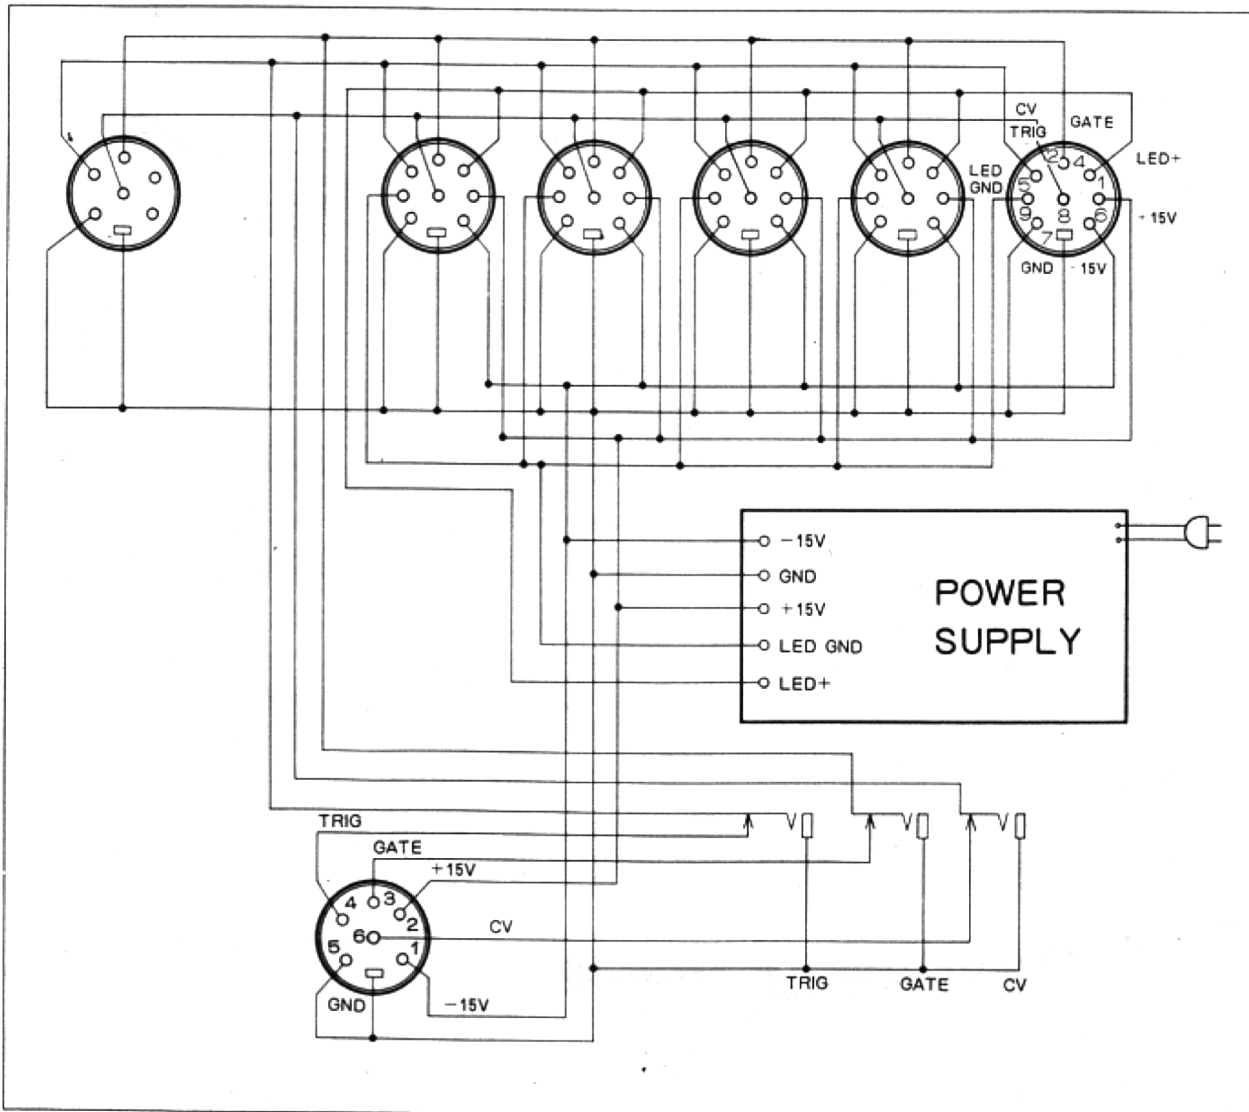 CV
GATE
TRIG
LED+
2
4
LED
GND
5
1
+15V
9
8
6
7
GND
-15V
-15V
GND
+15V
LED GND
LED+
POWER
SUPPLY
TRIG
GATE
+15V
4
3
2
6
CV
5
1
GND
-15V
TRIG
GATE
CV